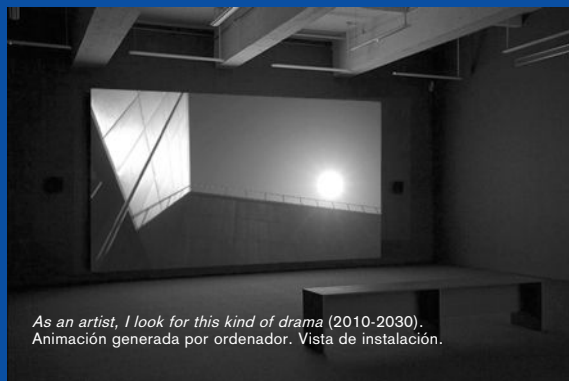 As an artist, I look for this kind of drama (2010-2030).
Animación generada por ordenador. Vista de instalación.